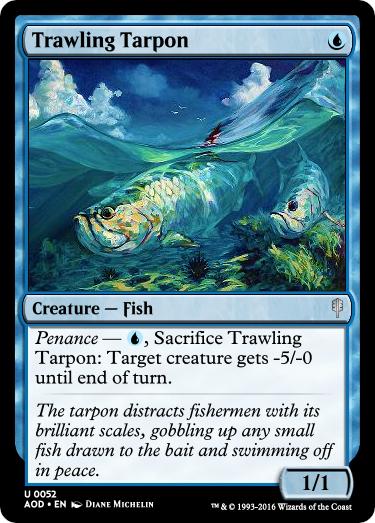 Trawling Tarpon
Creature — Fish
Penance — , Sacrifice Trawling
Tarpon: Target creature gets -5/-0
until end of turn.
The tarpon distracts fishermen with its
brilliant scales, gobbling up any small
fish drawn to the bait and swimming off
in peace.
1/1
U 0052
AOD • EN DIANE MICHELIN
™ & © 1993-2016 Wizards of the Coast